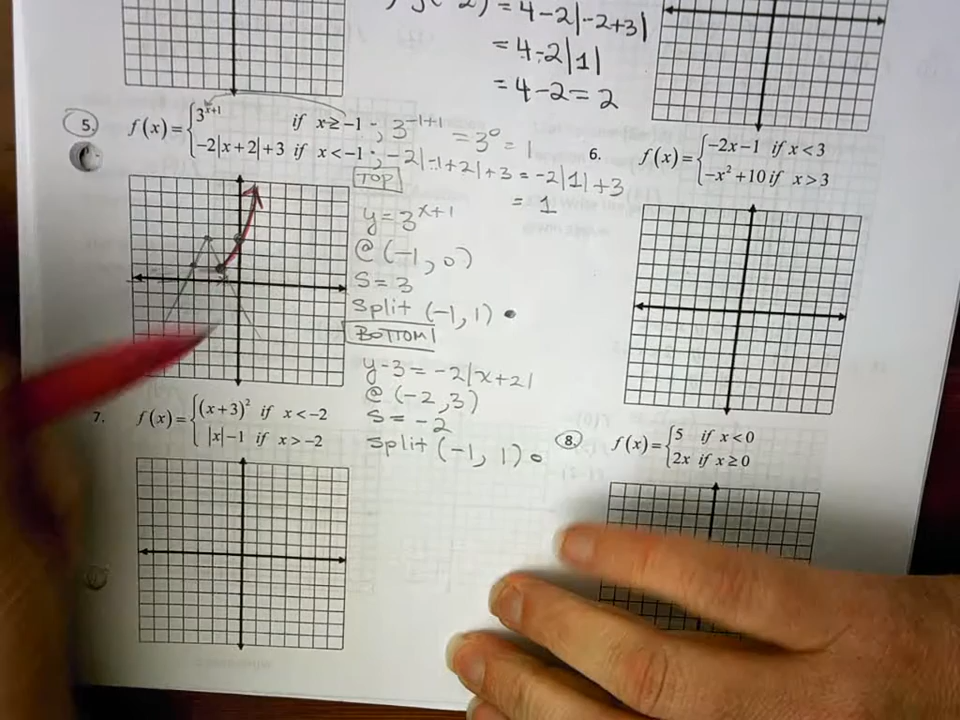 = 4-2|-2+3|
= 4-2|1|
= 4-2 = 2
5. f(x) = { 3^{x+1} if x ≥ -1 ; 3^{-1+1} = 3^0 = 1
-2|x+2|+3 if x < -1 ; -2|-1+2|+3 = -2|1|+3
= 1
C
TOP
y = 3^{x+1}
@ (-1, 0)
S = 3
Split (-1, 1) •
BOTTOM
y-3 = -2|x+2|
@ (-2, 3)
S = -2
Split (-1, 1) ∘
6. f(x) = { -2x-1 if x < 3
-x^2+10 if x > 3
7. f(x) = { (x+3)^2 if x < -2
|x|-1 if x > -2
8. f(x) = { 5 if x < 0
2x if x ≥ 0